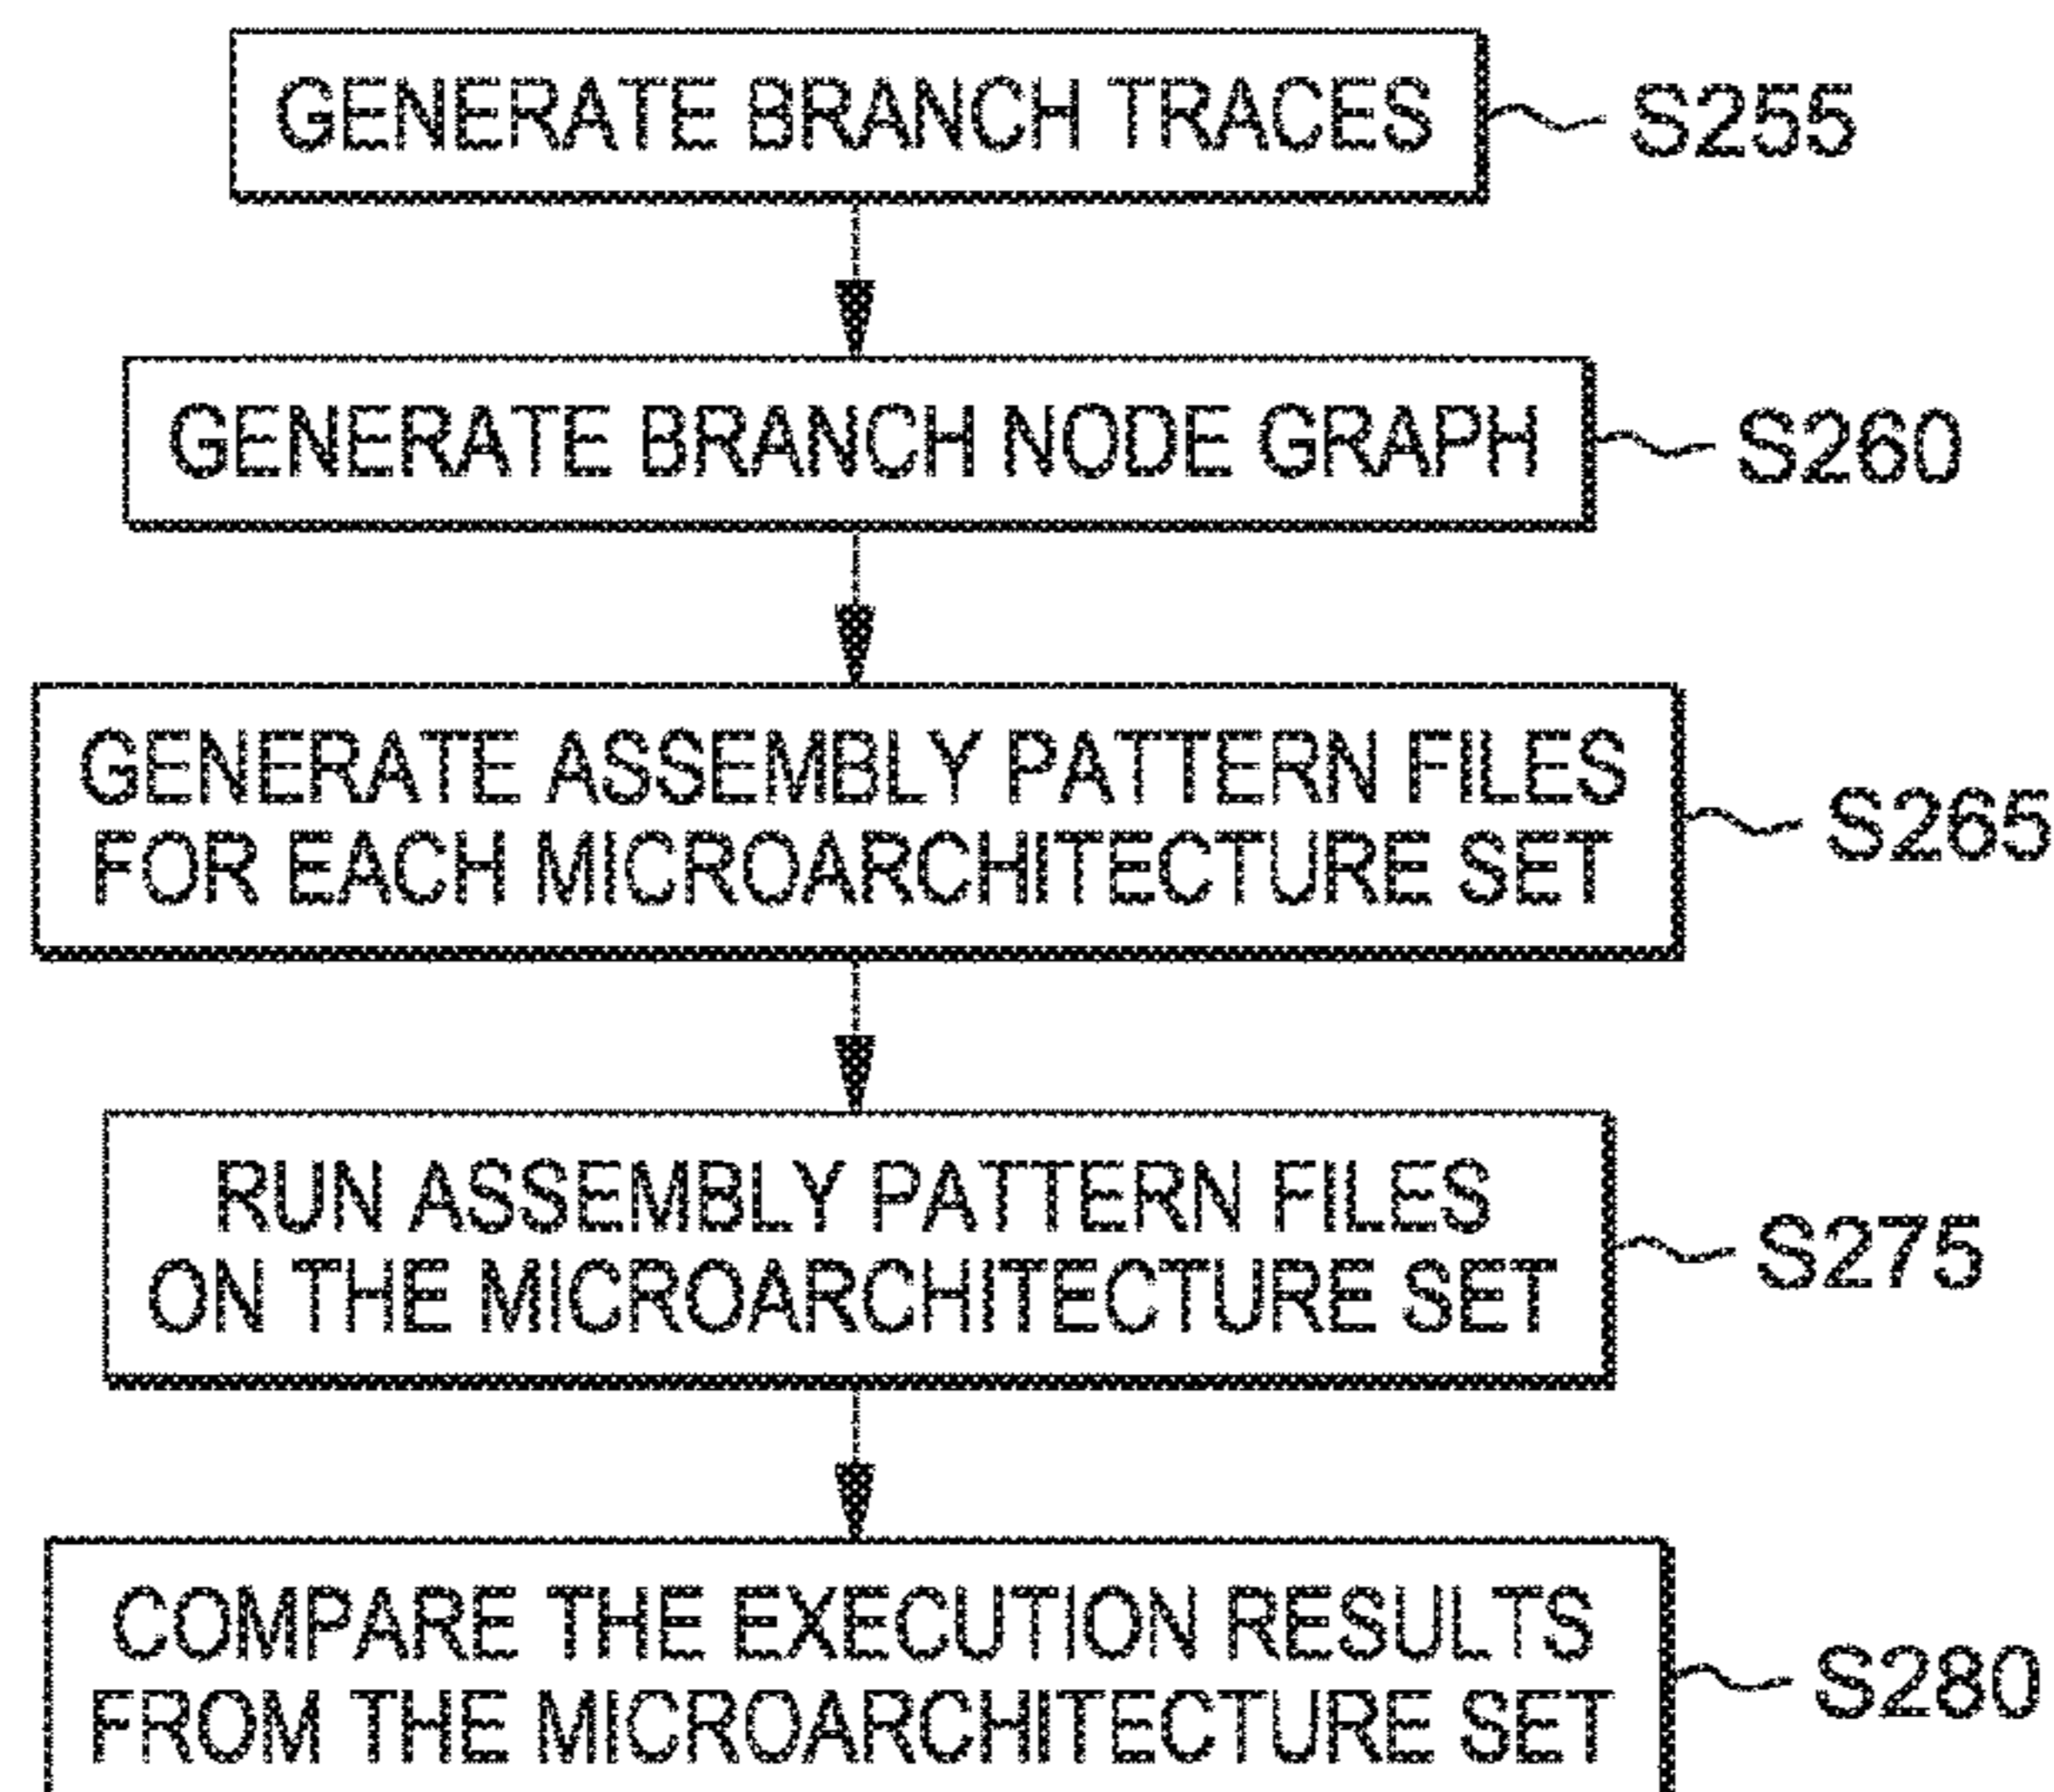 GENERATE BRANCH TRACES
S255
GENERATE BRANCH NODE GRAPH
S260
GENERATE ASSEMBLY PATTERN FILES
FOR EACH MICROARCHITECTURE SET
S265
RUN ASSEMBLY PATTERN FILES
ON THE MICROARCHITECTURE SET
S275
COMPARE THE EXECUTION RESULTS
FROM THE MICROARCHITECTURE SET
S280